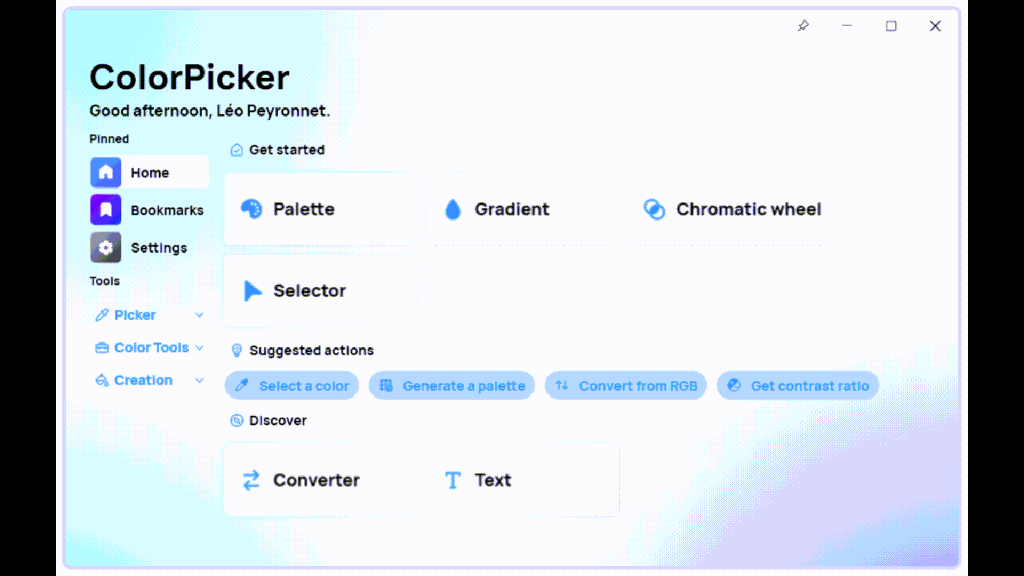 ColorPicker
Good afternoon, Léo Peyronnet.
Pinned
Home
Bookmarks
Settings
Tools
Picker
Color Tools
Creation
Get started
Palette
Gradient
Chromatic wheel
Selector
Suggested actions
Select a color
Generate a palette
Convert from RGB
Get contrast ratio
Discover
Converter
Text